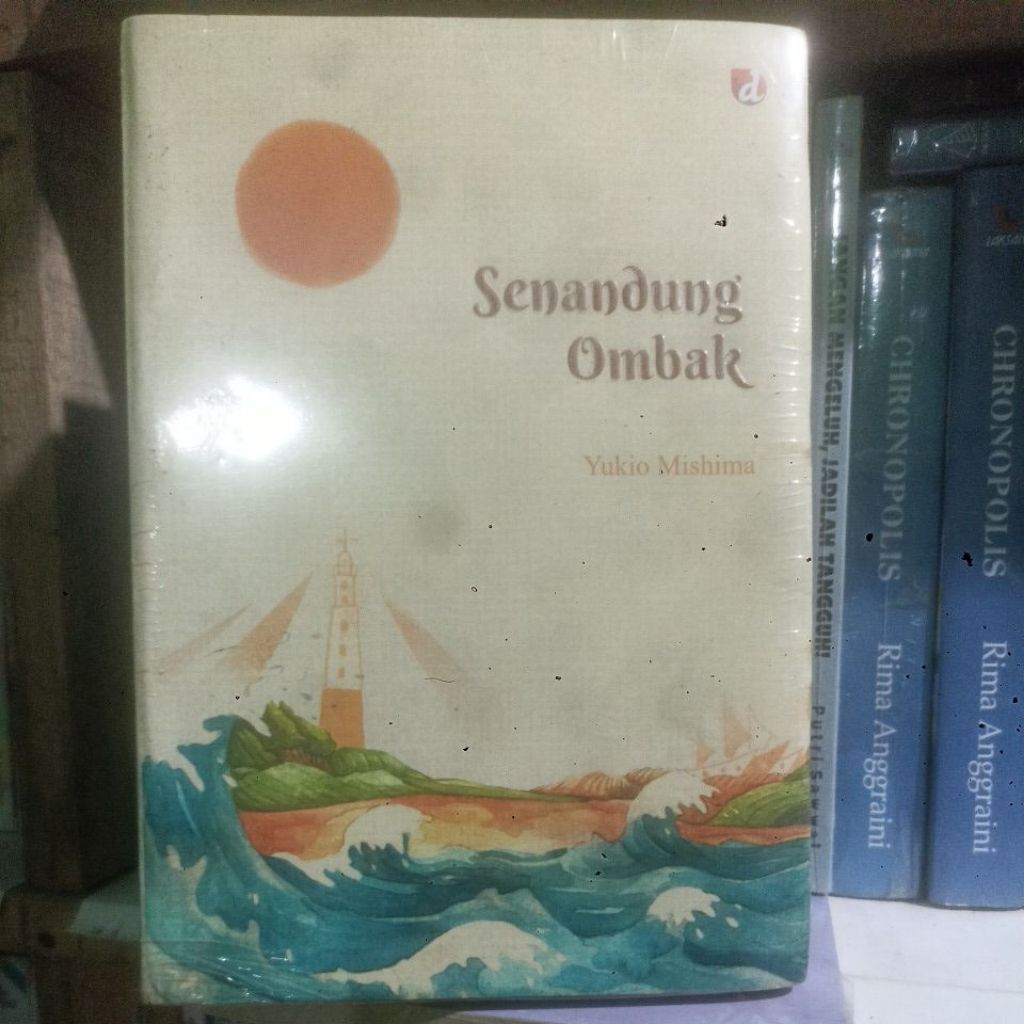 d
Senandung
Ombak
Yukio Mishima
JANGAN MENGELUH, JADILAH TANGGUH!
CHRONOPOLIS
Rima Anggraini
CHRONOPOLIS
Rima Anggraini